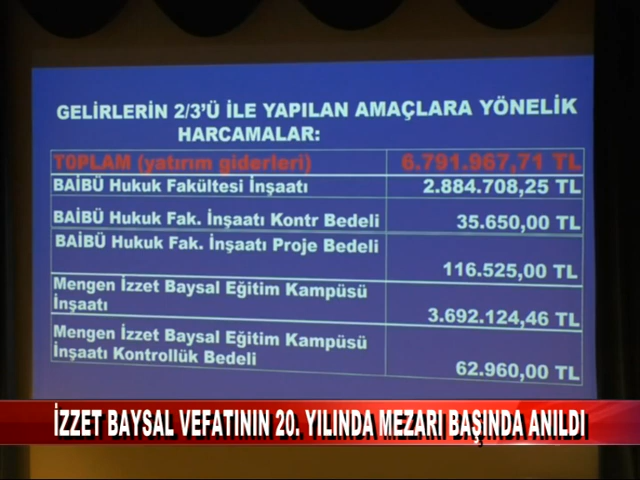 GELİRLERİN 2/3'Ü İLE YAPILAN AMAÇLARA YÖNELİK
HARCAMALAR:
TOPLAM (yatırım giderleri) 6.791.967,71 TL
BAİBÜ Hukuk Fakültesi İnşaatı 2.884.708,25 TL
BAİBÜ Hukuk Fak. İnşaatı Kontr Bedeli 35.650,00 TL
BAİBÜ Hukuk Fak. İnşaatı Proje Bedeli
116.525,00 TL
Mengen İzzet Baysal Eğitim Kampüsü
İnşaatı 3.692.124,46 TL
Mengen İzzet Baysal Eğitim Kampüsü
İnşaatı Kontrollük Bedeli 62.960,00 TL
İZZET BAYSAL VEFATININ 20. YILINDA MEZARI BAŞINDA ANILDI